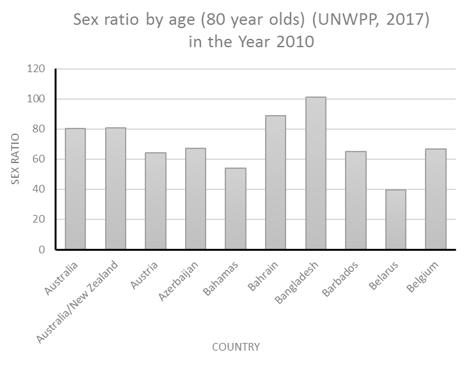 Sex ratio by age (80 year olds) (UNWPP, 2017)
in the Year 2010
120
100
80
60
40
20
0
SEX RATIO
Australia
Australia/New Zealand
Austria
Azerbaijan
Bahamas
Bahrain
Bangladesh
Barbados
Belarus
Belgium
COUNTRY